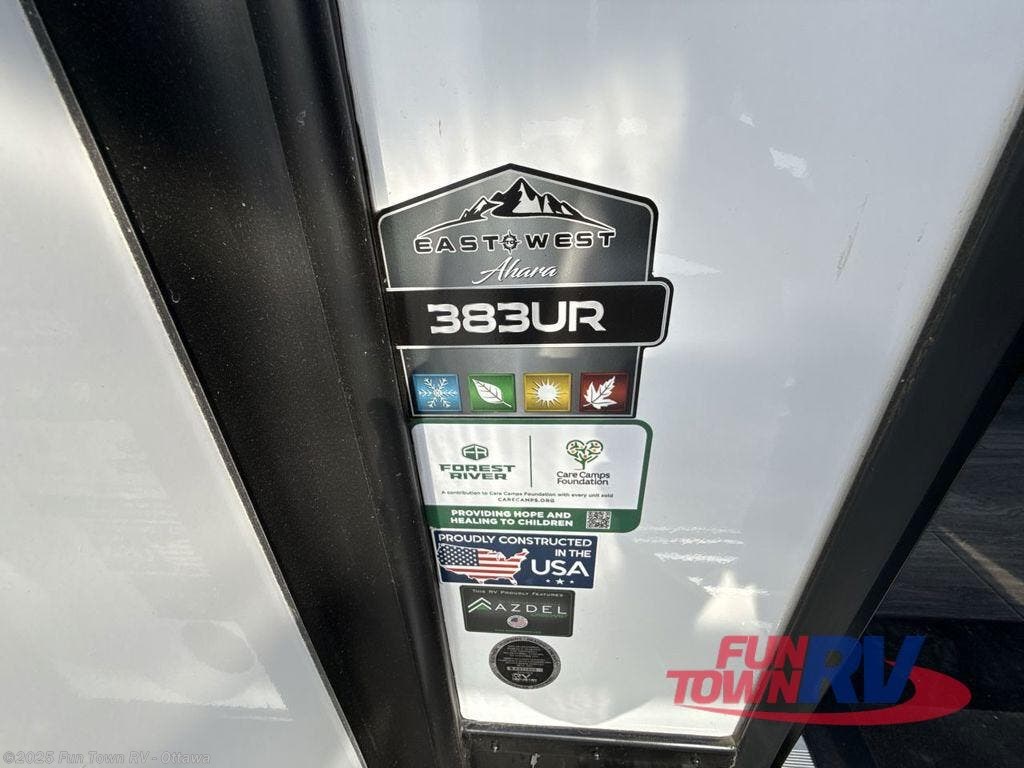 EAST WEST
Ahara
383UR
FOREST RIVER
Care Camps
Foundation
A contribution to Care Camps Foundation with every unit sold
CARECAMPS.ORG
PROVIDING HOPE AND
HEALING TO CHILDREN
PROUDLY CONSTRUCTED
IN THE
USA
THIS RV PROUDLY FEATURES
AZDEL
FUN
TOWN RV
©2025 Fun Town RV - Ottawa